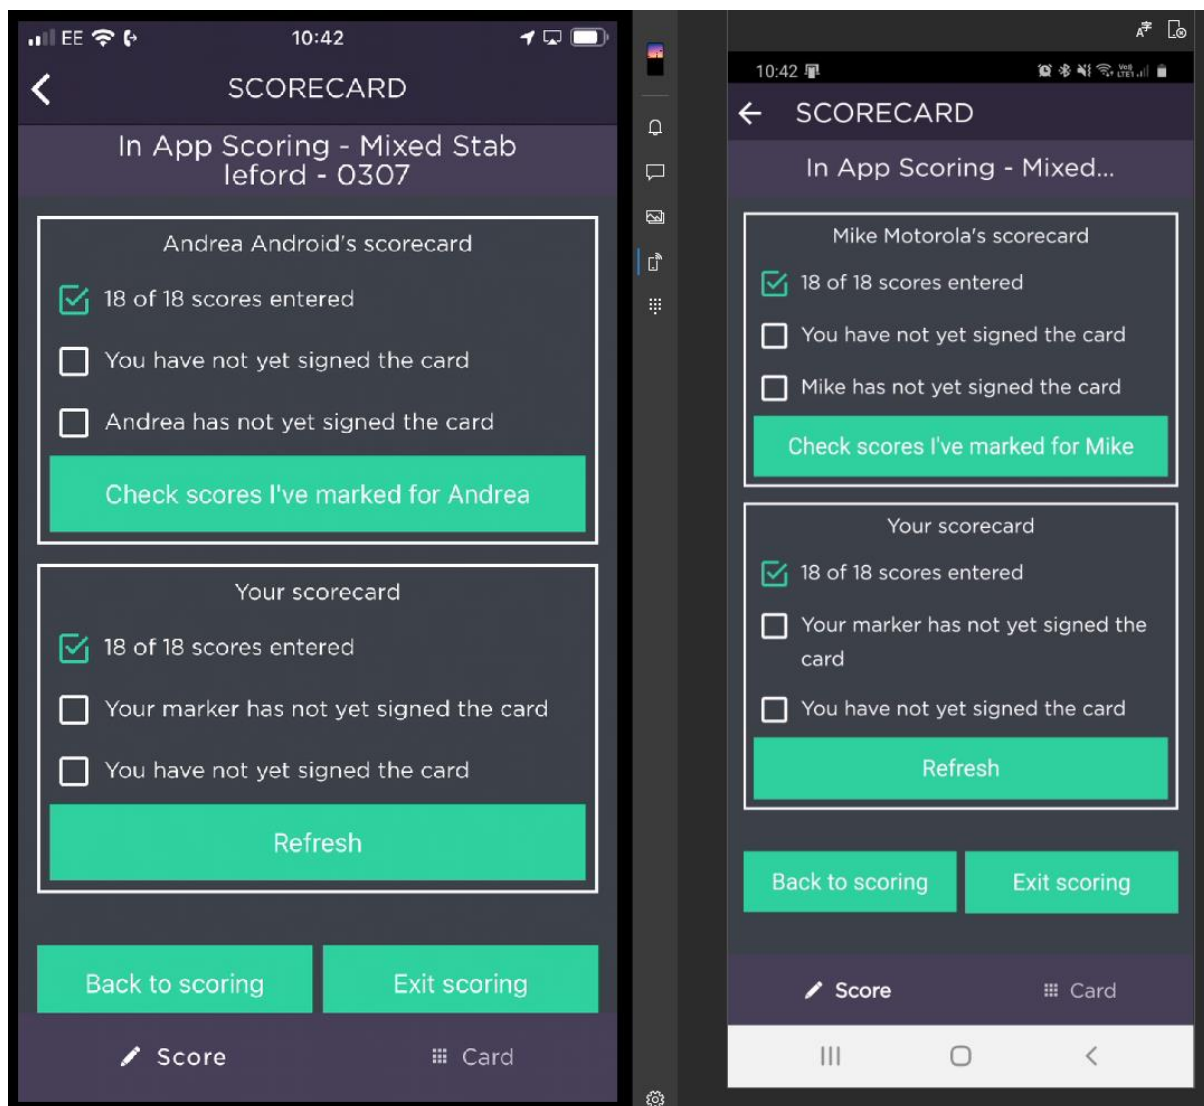 EE
10:42
SCORECARD
In App Scoring - Mixed Stab
leford - 0307
Andrea Android's scorecard
18 of 18 scores entered
You have not yet signed the card
Andrea has not yet signed the card
Check scores I've marked for Andrea
Your scorecard
18 of 18 scores entered
Your marker has not yet signed the card
You have not yet signed the card
Refresh
Back to scoring
Exit scoring
Score
Card
10:42
SCORECARD
In App Scoring - Mixed...
Mike Motorola's scorecard
18 of 18 scores entered
You have not yet signed the card
Mike has not yet signed the card
Check scores I've marked for Mike
Your scorecard
18 of 18 scores entered
Your marker has not yet signed the
card
You have not yet signed the card
Refresh
Back to scoring
Exit scoring
Score
Card